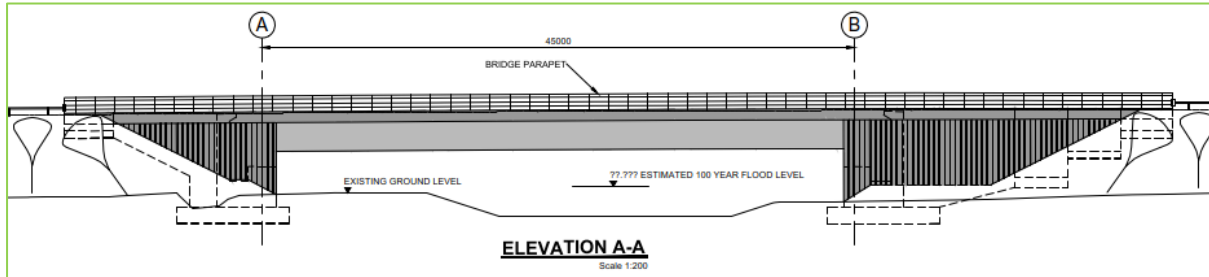 A
B
45000
BRIDGE PARAPET
EXISTING GROUND LEVEL
??.??? ESTIMATED 100 YEAR FLOOD LEVEL
ELEVATION A-A
Scale 1:200